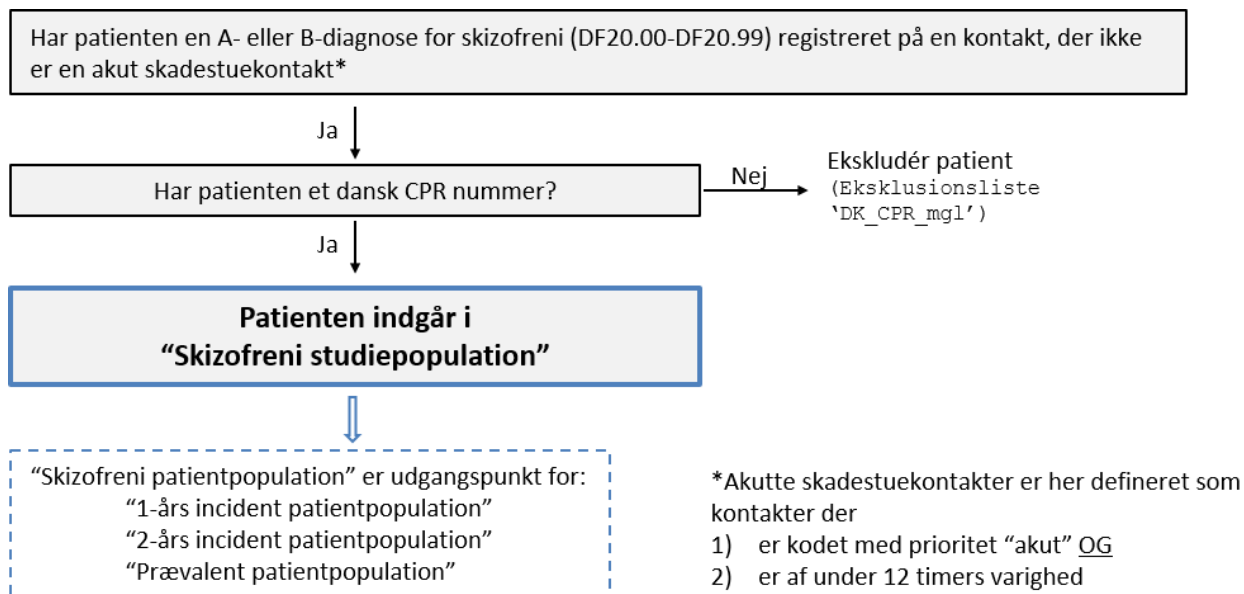 Har patienten en A- eller B-diagnose for skizofreni (DF20.00-DF20.99) registreret på en kontakt, der ikke
er en akut skadestuekontakt*
Ja
Har patienten et dansk CPR nummer?
Nej
Ekskludér patient
(Eksklusionsliste
‘DK_CPR_mgl’)
Ja
Patienten indgår i
“Skizofreni studiepopulation”
“Skizofreni patientpopulation” er udgangspunkt for:
“1-års incident patientpopulation”
“2-års incident patientpopulation”
“Prævalent patientpopulation”
*Akutte skadestuekontakter er her defineret som
kontakter der
1) er kodet med prioritet “akut” OG
2) er af under 12 timers varighed